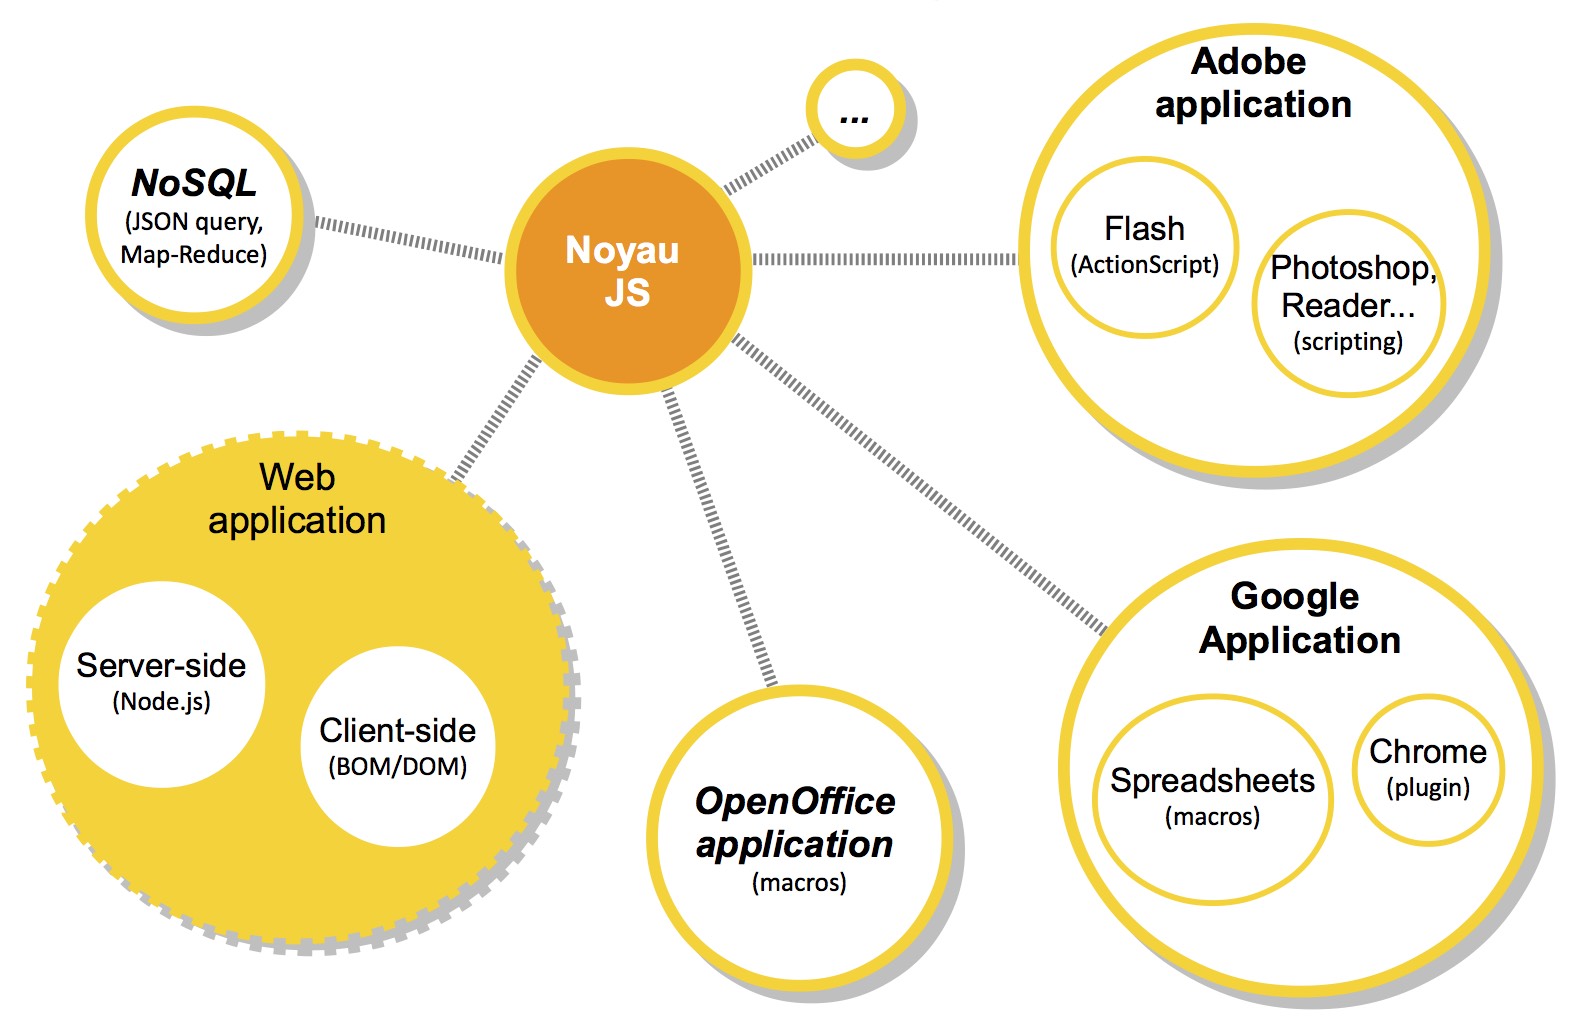 ...
Adobe
application
NoSQL
(JSON query,
Map-Reduce)
Noyau
JS
Flash
(ActionScript)
Photoshop,
Reader...
(scripting)
Web
application
Server-side
(Node.js)
Client-side
(BOM/DOM)
OpenOffice
application
(macros)
Google
Application
Spreadsheets
(macros)
Chrome
(plugin)